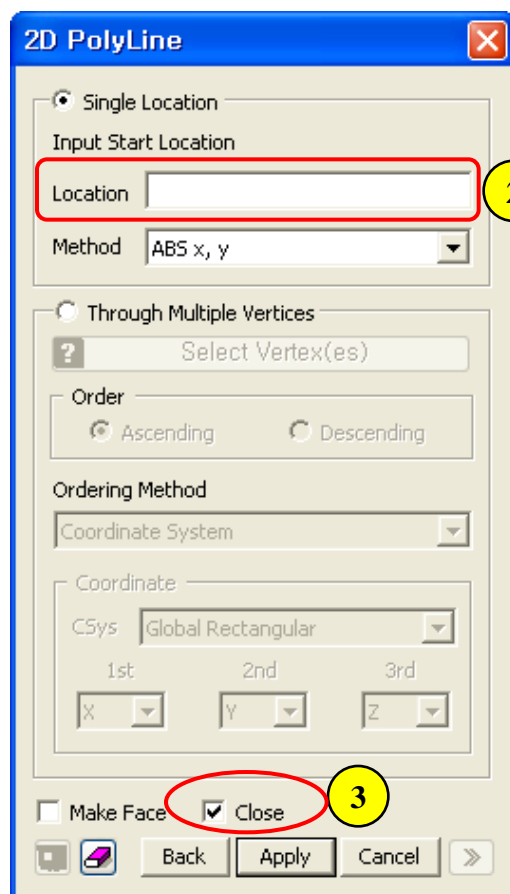 2D PolyLine
Single Location
Input Start Location
Location
2
Method ABS x, y
Through Multiple Vertices
? Select Vertex(es)
Order
Ascending Descending
Ordering Method
Coordinate System
Coordinate
CSys Global Rectangular
1st 2nd 3rd
X Y Z
3
Make Face Close
Back Apply Cancel >>